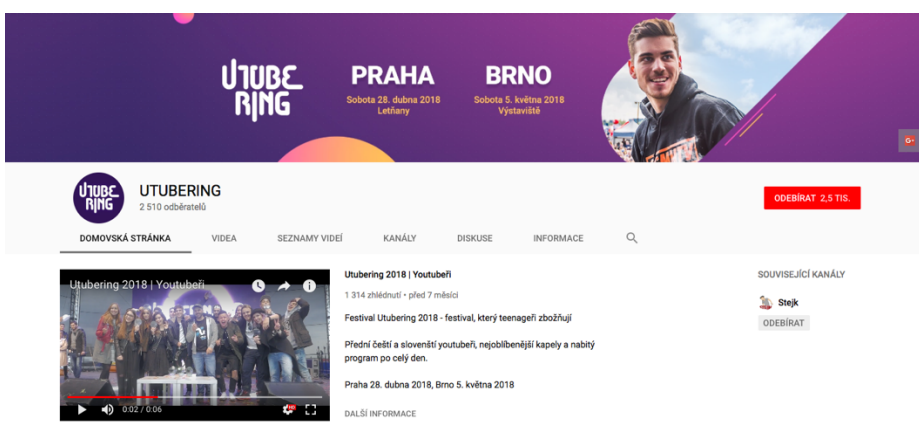 UTUBE
RING
PRAHA
Sobota 28. dubna 2018
Letňany
BRNO
Sobota 5. května 2018
Výstaviště
G+
UTUBE
RING
UTUBERING
2 510 odběratelů
ODEBÍRAT 2,5 TIS.
DOMOVSKÁ STRÁNKA VIDEA SEZNAMY VIDEÍ KANÁLY DISKUSE INFORMACE
Utubering 2018 | Youtubeři
0:02 / 0:06
HD
Utubering 2018 | Youtubeři
1 314 zhlédnutí • před 7 měsíci
Festival Utubering 2018 - festival, který teenageři zbožňují
Přední čeští a slovenští youtubeři, nejoblíbenější kapely a nabitý
program po celý den.
Praha 28. dubna 2018, Brno 5. května 2018
DALŠÍ INFORMACE
SOUVISEJÍCÍ KANÁLY
Stejk
ODEBÍRAT